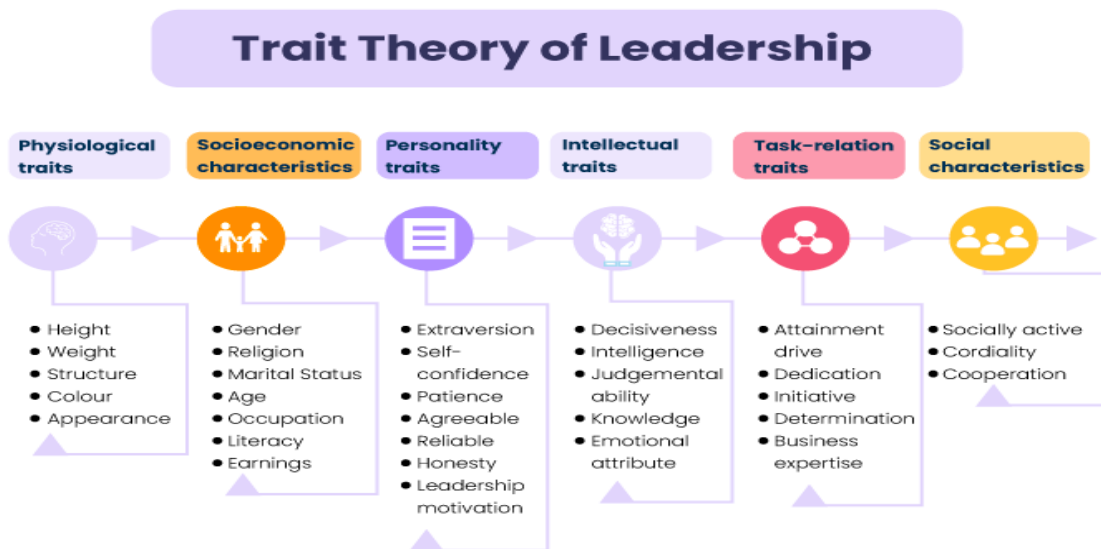 Trait Theory of Leadership
Physiological
traits
Socioeconomic
characteristics
Personality
traits
Intellectual
traits
Task-relation
traits
Social
characteristics
● Height
● Weight
● Structure
● Colour
● Appearance
● Gender
● Religion
● Marital Status
● Age
● Occupation
● Literacy
● Earnings
● Extraversion
● Self-
confidence
● Patience
● Agreeable
● Reliable
● Honesty
● Leadership
motivation
● Decisiveness
● Intelligence
● Judgemental
ability
● Knowledge
● Emotional
attribute
● Attainment
drive
● Dedication
● Initiative
● Determination
● Business
expertise
● Socially active
● Cordiality
● Cooperation